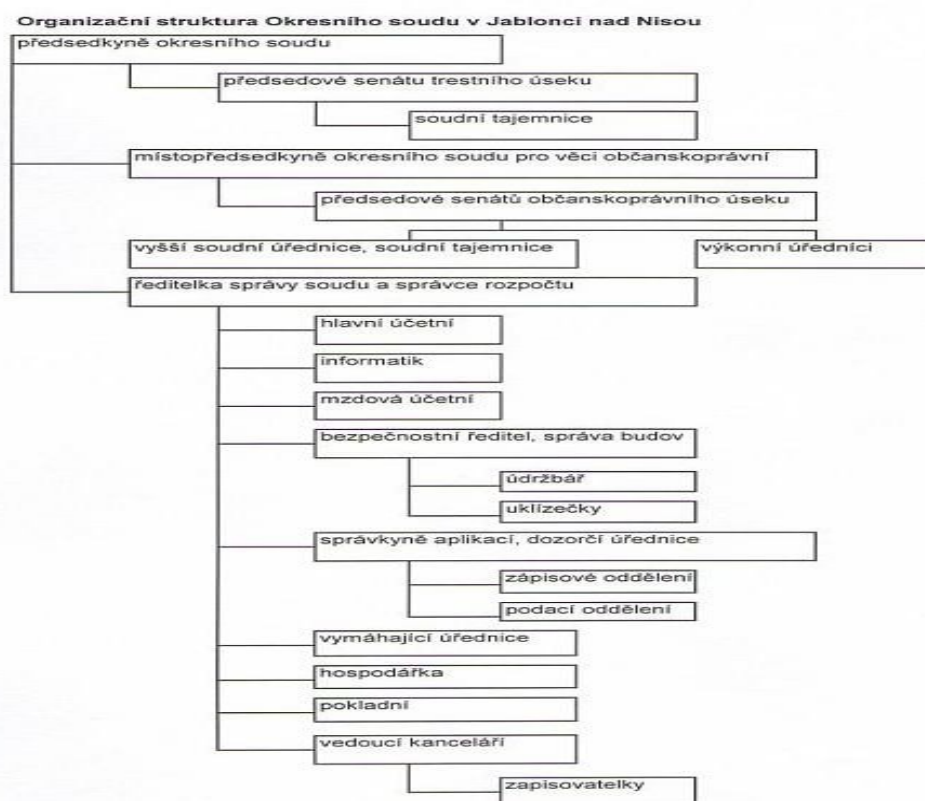 Organizační struktura Okresního soudu v Jablonci nad Nisou
předsedkyně okresního soudu
předsedové senátu trestního úseku
soudní tajemnice
místopředsedkyně okresního soudu pro věci občanskoprávní
předsedové senátů občanskoprávního úseku
vyšší soudní úřednice, soudní tajemnice
výkonní úředníci
ředitelka správy soudu a správce rozpočtu
hlavní účetní
informatik
mzdová účetní
bezpečnostní ředitel, správa budov
údržbář
uklízečky
správkyně aplikací, dozorčí úřednice
zápisové oddělení
podací oddělení
vymáhající úřednice
hospodářka
pokladní
vedoucí kanceláří
zapisovatelky